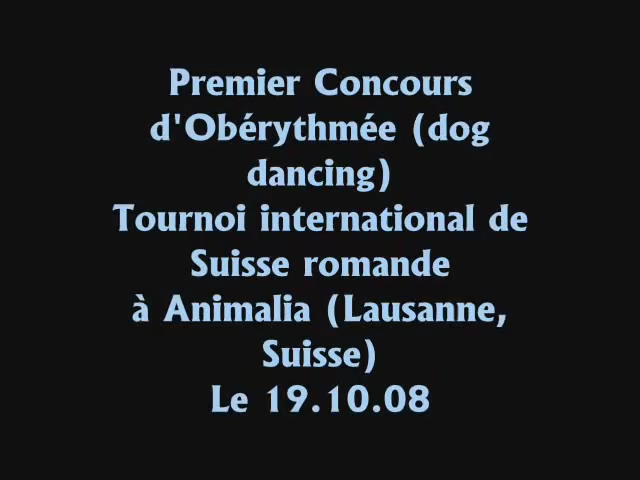 Premier Concours
d'Obérythmée (dog
dancing)
Tournoi international de
Suisse romande
à Animalia (Lausanne,
Suisse)
Le 19.10.08